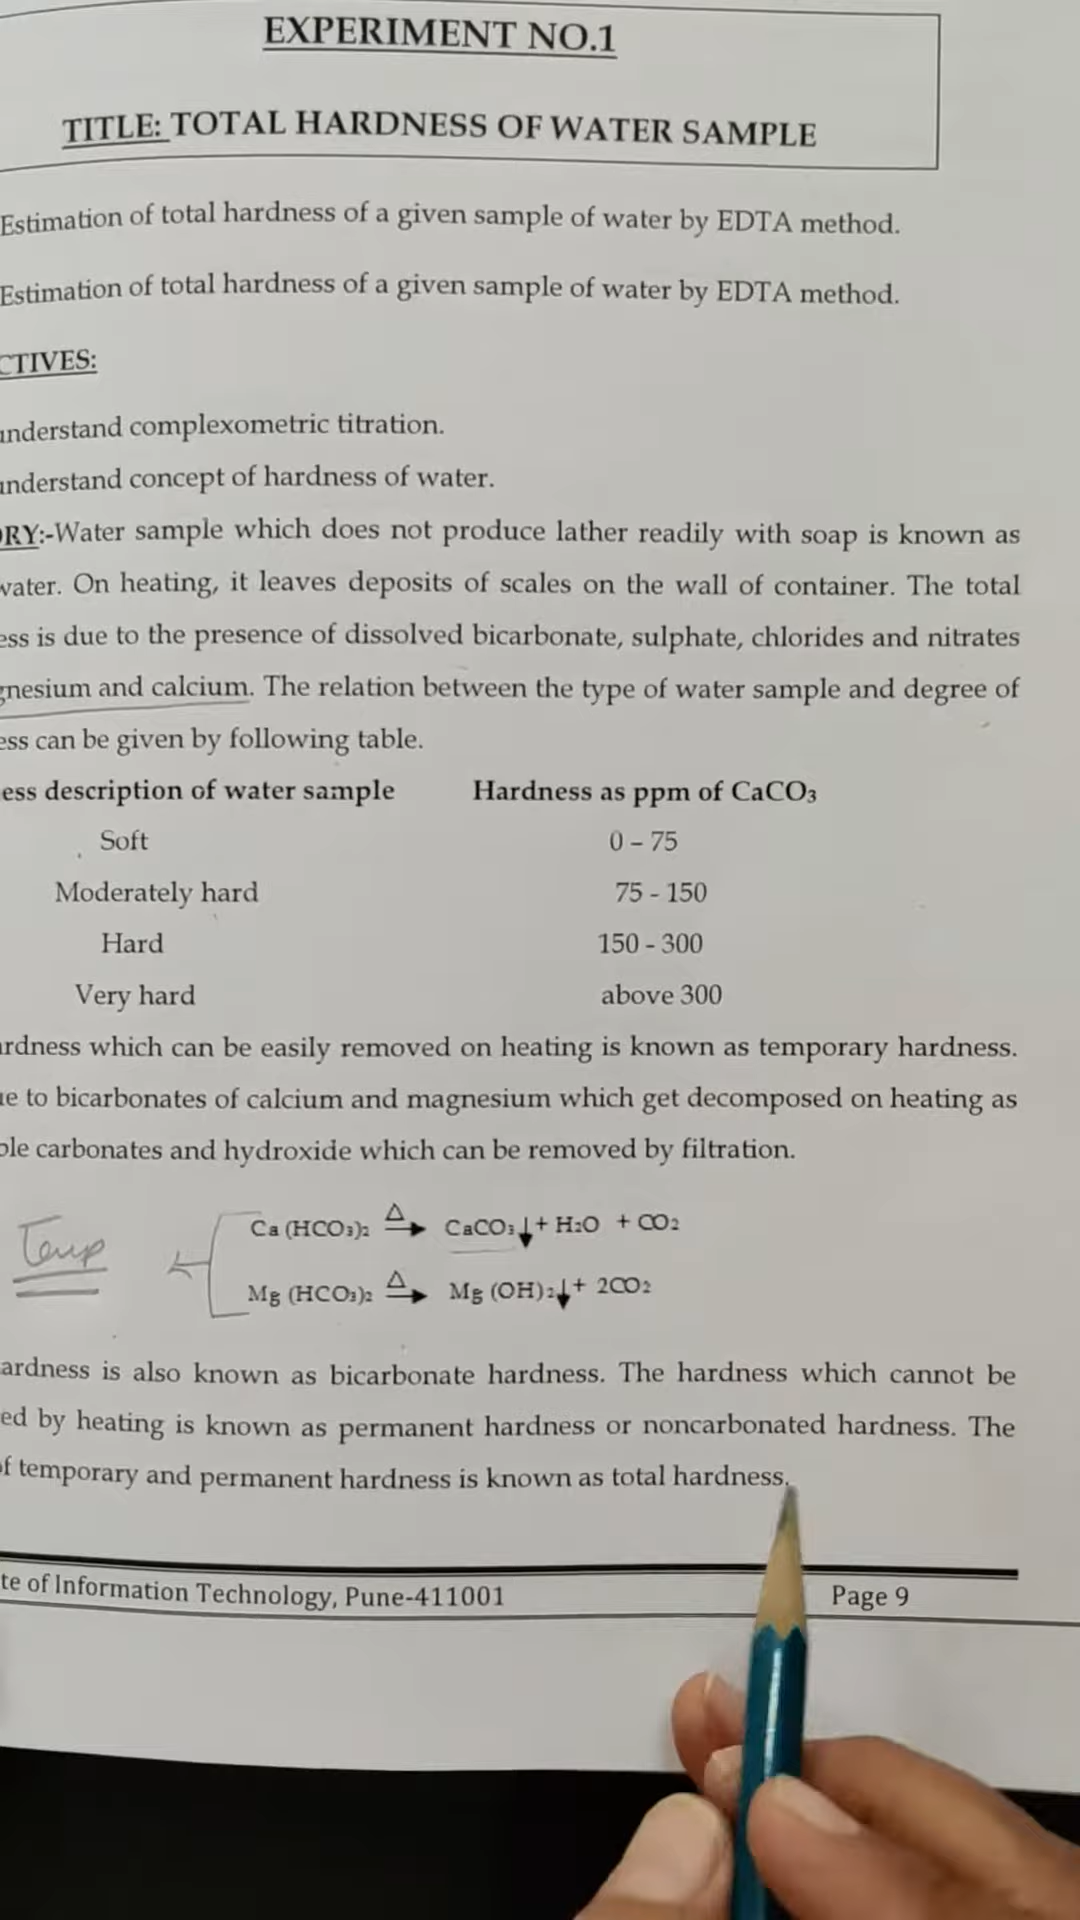 EXPERIMENT NO.1
TITLE: TOTAL HARDNESS OF WATER SAMPLE
Estimation of total hardness of a given sample of water by EDTA method.
Estimation of total hardness of a given sample of water by EDTA method.
CTIVES:
understand complexometric titration.
understand concept of hardness of water.
ORY:-Water sample which does not produce lather readily with soap is known as
water. On heating, it leaves deposits of scales on the wall of container. The total
ess is due to the presence of dissolved bicarbonate, sulphate, chlorides and nitrates
gnesium and calcium. The relation between the type of water sample and degree of
ess can be given by following table.
ess description of water sample Hardness as ppm of CaCO₃
Soft 0 – 75
Moderately hard 75 - 150
Hard 150 - 300
Very hard above 300
ardness which can be easily removed on heating is known as temporary hardness.
ue to bicarbonates of calcium and magnesium which get decomposed on heating as
ble carbonates and hydroxide which can be removed by filtration.
Ca (HCO₃)₂ Δ→ CaCO₃↓+ H₂O + CO₂
Temp
Mg (HCO₃)₂ Δ→ Mg (OH)₂↓+ 2CO₂
ardness is also known as bicarbonate hardness. The hardness which cannot be
ed by heating is known as permanent hardness or noncarbonated hardness. The
of temporary and permanent hardness is known as total hardness.
te of Information Technology, Pune-411001 Page 9